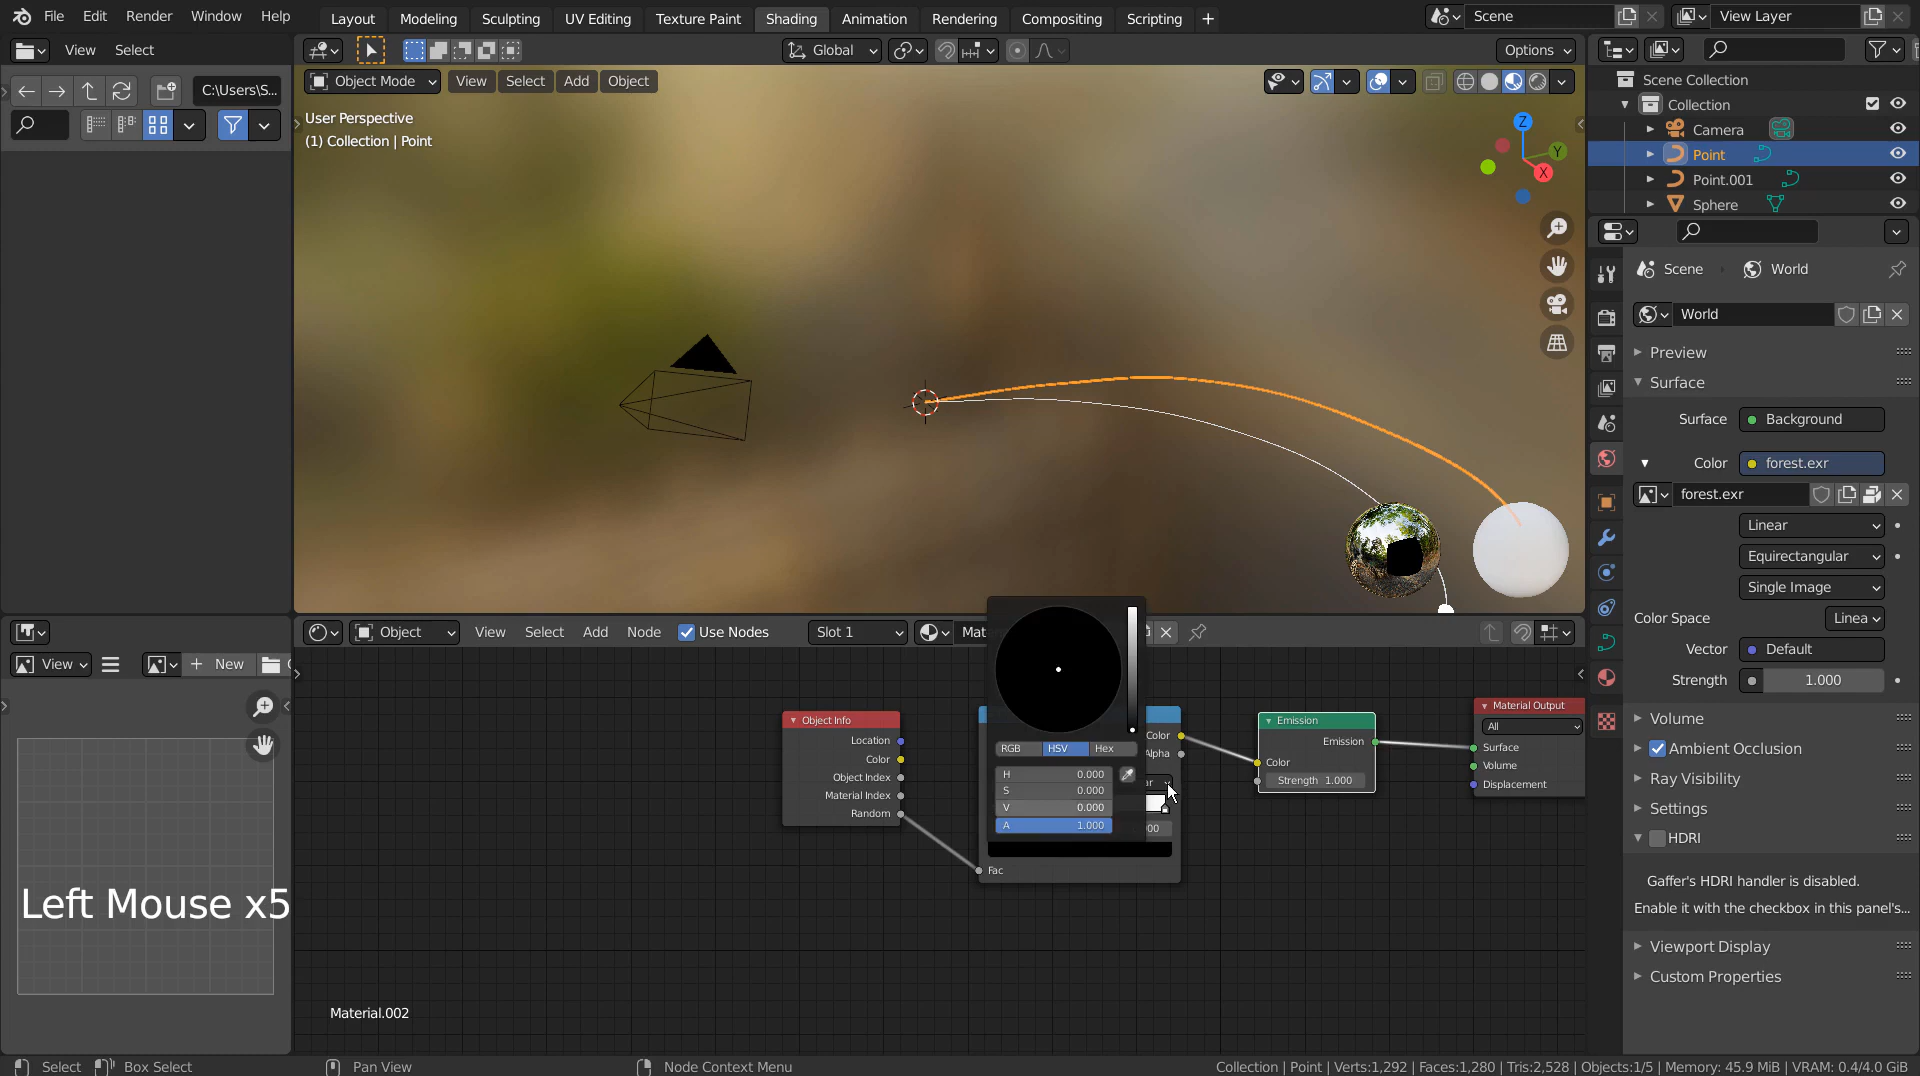 File Edit Render Window Help
Layout Modeling Sculpting UV Editing Texture Paint Shading Animation Rendering Compositing Scripting +
Scene
View Layer
View Select
Global
Options
C:\Users\S...
Object Mode View Select Add Object
User Perspective
(1) Collection | Point
Z
Y
X
Scene Collection
Collection
Camera
Point
Point.001
Sphere
Scene World
World
Preview
Surface
Surface Background
Color forest.exr
forest.exr
Linear
Equirectangular
Single Image
Color Space Linea
Vector Default
Strength 1.000
Volume
Ambient Occlusion
Ray Visibility
Settings
HDRI
Gaffer's HDRI handler is disabled.
Enable it with the checkbox in this panel's...
Viewport Display
Custom Properties
View + New
Left Mouse x5
Object View Select Add Node Use Nodes Slot 1 Mat
Object Info
Location
Color
Object Index
Material Index
Random
RGB HSV Hex
H 0.000
S 0.000
V 0.000
A 1.000
Color
Alpha
Fac
Emission
Emission
Color
Strength 1.000
Material Output
All
Surface
Volume
Displacement
Material.002
Select Box Select Pan View Node Context Menu
Collection | Point | Verts:1,292 | Faces:1,280 | Tris:2,528 | Objects:1/5 | Memory: 45.9 MiB | VRAM: 0.4/4.0 GiB